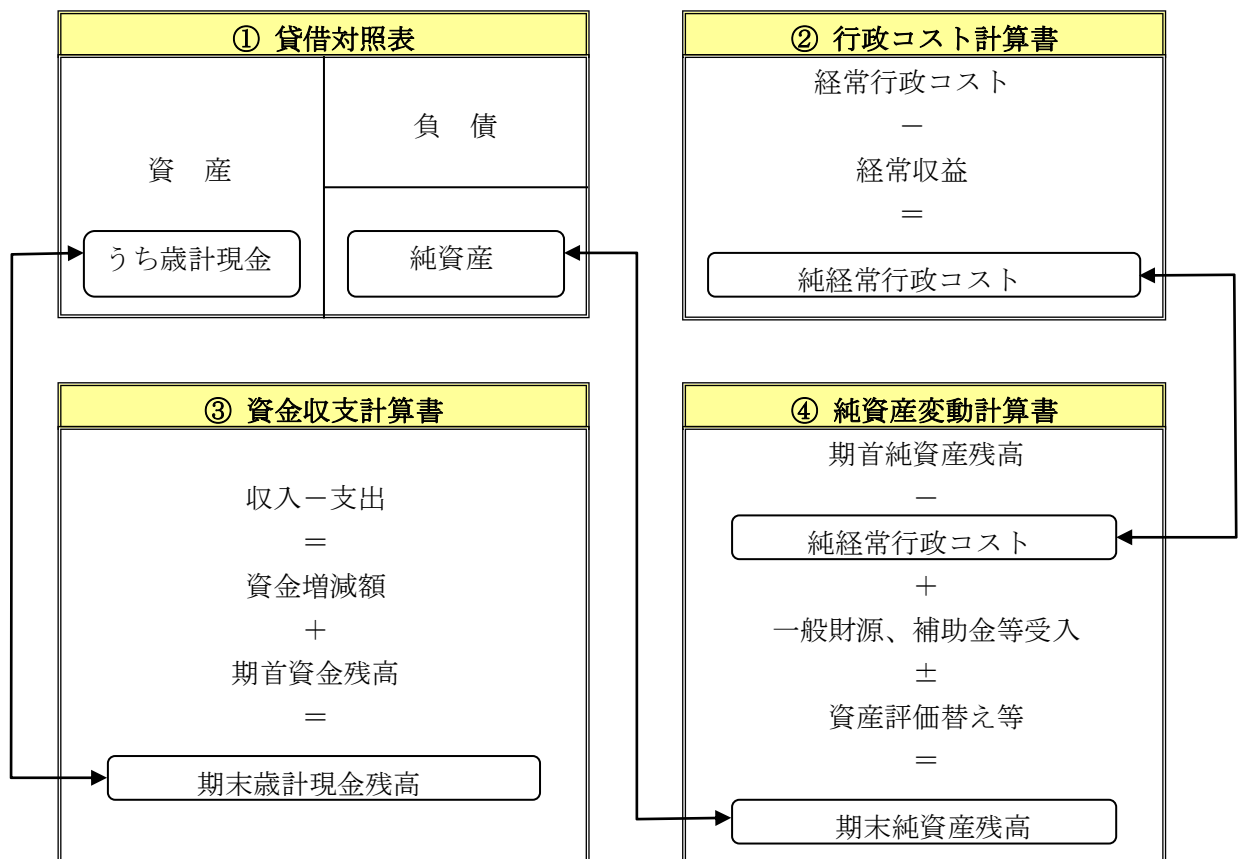 ① 貸借対照表
資　産
うち歳計現金
負　債
純資産
② 行政コスト計算書
経常行政コスト
－
経常収益
＝
純経常行政コスト
③ 資金収支計算書
収入－支出
＝
資金増減額
＋
期首資金残高
＝
期末歳計現金残高
④ 純資産変動計算書
期首純資産残高
－
純経常行政コスト
＋
一般財源、補助金等受入
±
資産評価替え等
＝
期末純資産残高